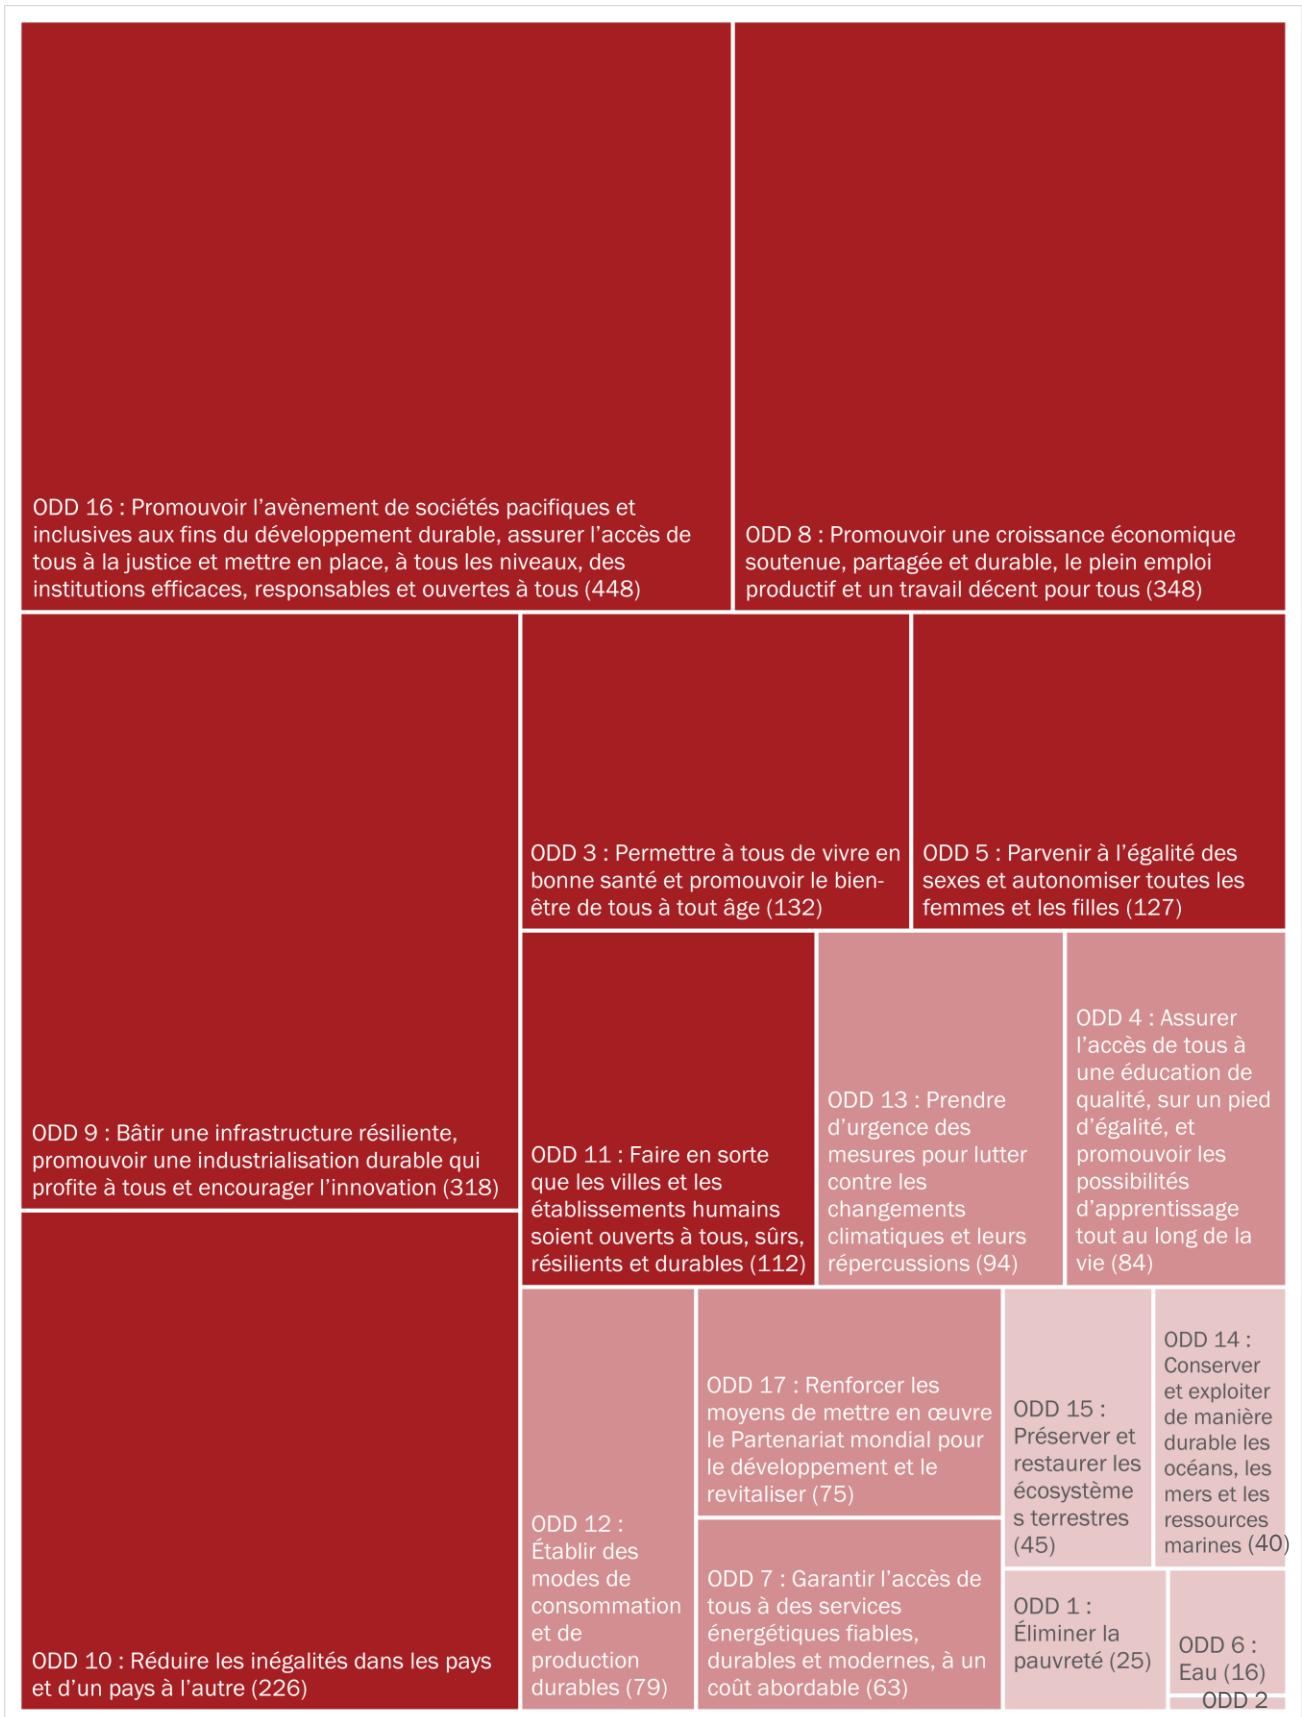 ODD 16 : Promouvoir l’avènement de sociétés pacifiques et
inclusives aux fins du développement durable, assurer l’accès de
tous à la justice et mettre en place, à tous les niveaux, des
institutions efficaces, responsables et ouvertes à tous (448)
ODD 8 : Promouvoir une croissance économique
soutenue, partagée et durable, le plein emploi
productif et un travail décent pour tous (348)
ODD 9 : Bâtir une infrastructure résiliente,
promouvoir une industrialisation durable qui
profite à tous et encourager l’innovation (318)
ODD 3 : Permettre à tous de vivre en
bonne santé et promouvoir le bien-
être de tous à tout âge (132)
ODD 5 : Parvenir à l’égalité des
sexes et autonomiser toutes les
femmes et les filles (127)
ODD 11 : Faire en sorte
que les villes et les
établissements humains
soient ouverts à tous, sûrs,
résilients et durables (112)
ODD 13 : Prendre
d’urgence des
mesures pour lutter
contre les
changements
climatiques et leurs
répercussions (94)
ODD 4 : Assurer
l’accès de tous à
une éducation de
qualité, sur un pied
d’égalité, et
promouvoir les
possibilités
d’apprentissage
tout au long de la
vie (84)
ODD 10 : Réduire les inégalités dans les pays
et d’un pays à l’autre (226)
ODD 12 :
Établir des
modes de
consommation
et de
production
durables (79)
ODD 17 : Renforcer les
moyens de mettre en œuvre
le Partenariat mondial pour
le développement et le
revitaliser (75)
ODD 7 : Garantir l’accès de
tous à des services
énergétiques fiables,
durables et modernes, à un
coût abordable (63)
ODD 15 :
Préserver et
restaurer les
écosystème
s terrestres
(45)
ODD 14 :
Conserver
et exploiter
de manière
durable les
océans, les
mers et les
ressources
marines (40)
ODD 1 :
Éliminer la
pauvreté (25)
ODD 6 :
Eau (16)
ODD 2